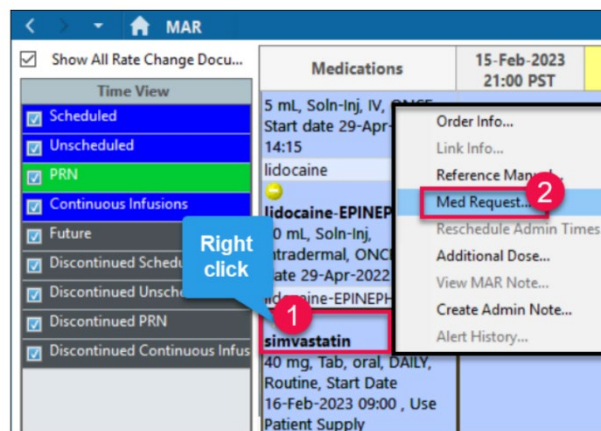 MAR
Show All Rate Change Docu...
Time View
Scheduled
Unscheduled
PRN
Continuous Infusions
Future
Discontinued Schedu
Discontinued Unsch
Discontinued PRN
Discontinued Continuous Infus
Right
click
1
Medications
15-Feb-2023
21:00 PST
5 mL, Soln-Inj, IV,
Start date 29-Apr-
14:15
lidocaine
lidocaine-EPINEP
0 mL, Soln-Inj,
ntradermal, ONC
ate 29-Apr-2022
ne-EPINEPH
simvastatin
40 mg, Tab, oral, DAILY,
Routine, Start Date
16-Feb-2023 09:00 , Use
Patient Supply
Order Info...
Link Info...
Reference Manu
2
Med Request...
Reschedule Admin Times
Additional Dose...
View MAR Note...
Create Admin Note...
Alert History...